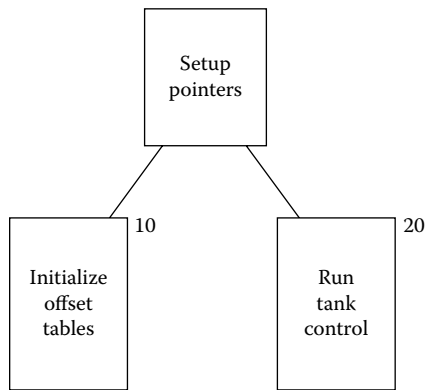 Setup
pointers
10
Initialize
offset
tables
20
Run
tank
control